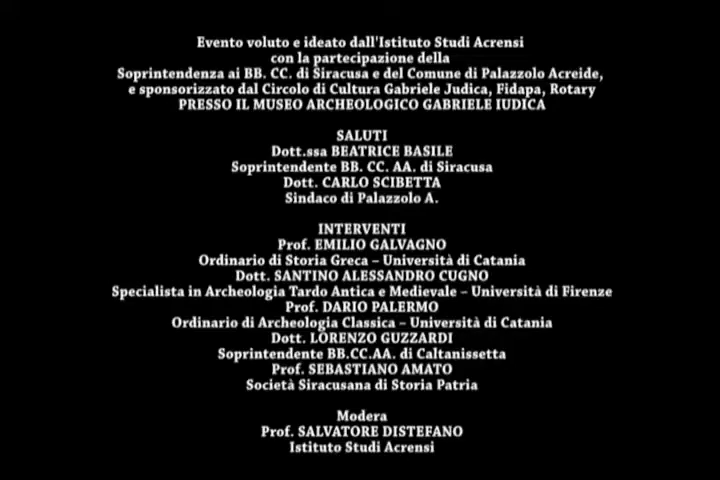 Evento voluto e ideato dall'Istituto Studi Acrensi
con la partecipazione della
Soprintendenza ai BB. CC. di Siracusa e del Comune di Palazzolo Acreide,
e sponsorizzato dal Circolo di Cultura Gabriele Judica, Fidapa, Rotary
PRESSO IL MUSEO ARCHEOLOGICO GABRIELE IUDICA
SALUTI
Dott.ssa BEATRICE BASILE
Soprintendente BB. CC. AA. di Siracusa
Dott. CARLO SCIBETTA
Sindaco di Palazzolo A.
INTERVENTI
Prof. EMILIO GALVAGNO
Ordinario di Storia Greca – Università di Catania
Dott. SANTINO ALESSANDRO CUGNO
Specialista in Archeologia Tardo Antica e Medievale – Università di Firenze
Prof. DARIO PALERMO
Ordinario di Archeologia Classica – Università di Catania
Dott. LORENZO GUZZARDI
Soprintendente BB.CC.AA. di Caltanissetta
Prof. SEBASTIANO AMATO
Società Siracusana di Storia Patria
Modera
Prof. SALVATORE DISTEFANO
Istituto Studi Acrensi